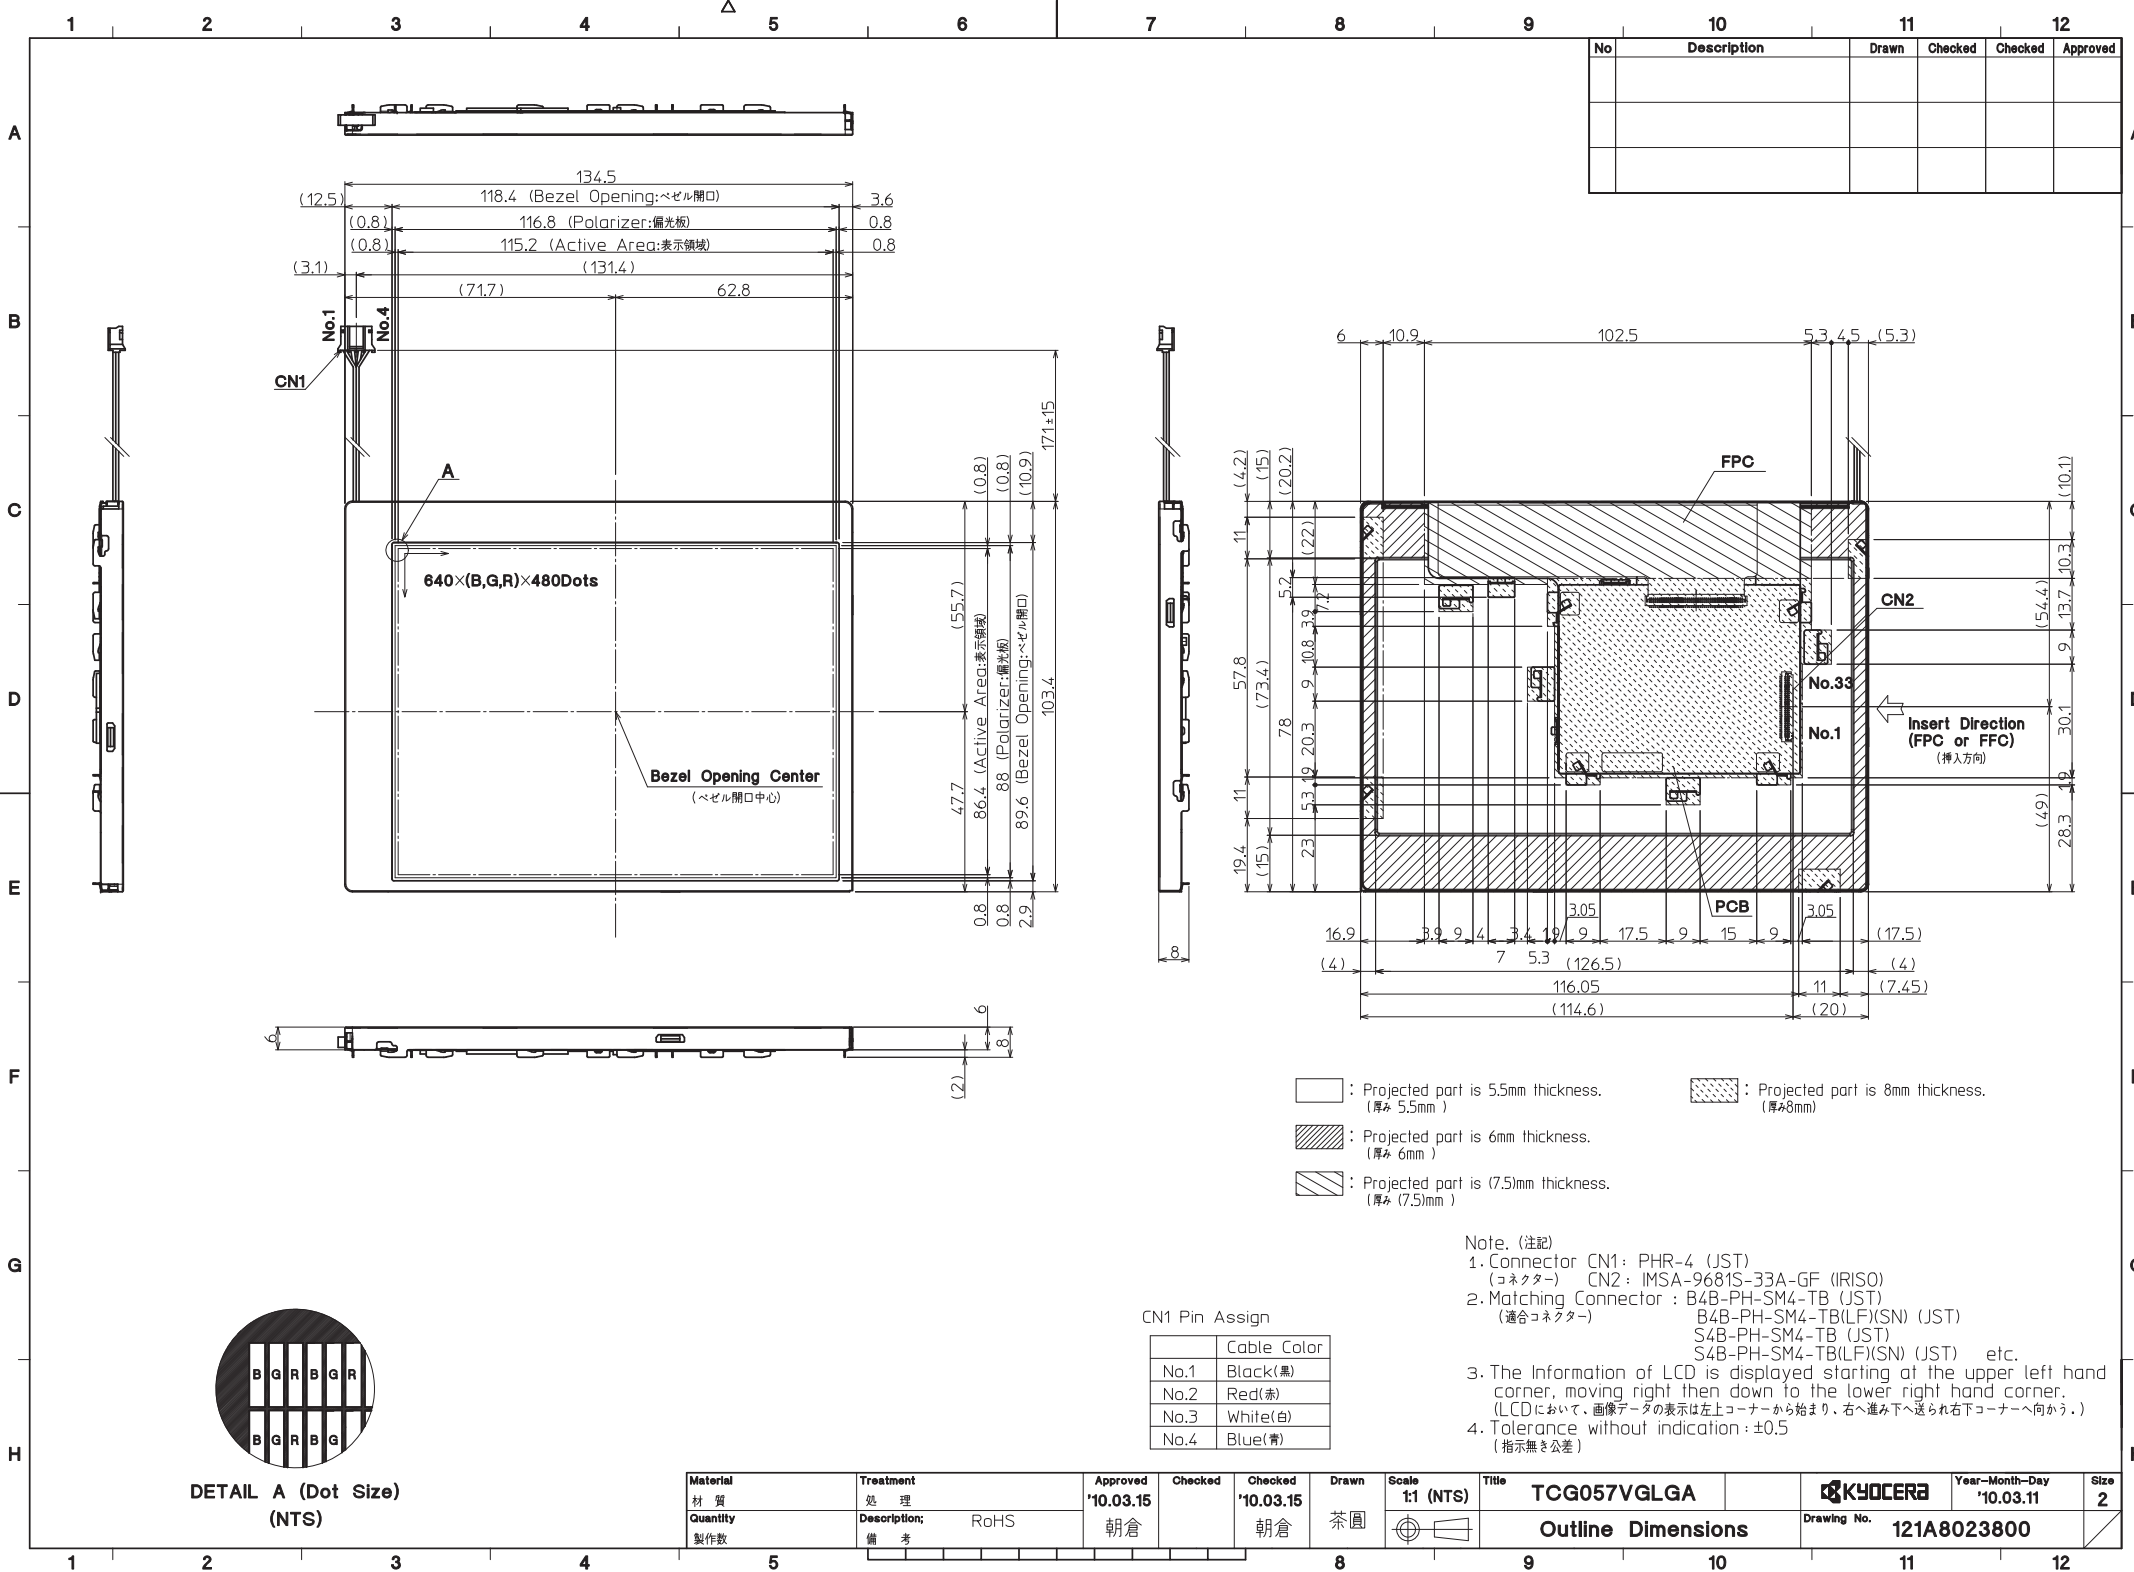 1 2 3 4 5 6 7 8 9 10 11 12
A
B
C
D
E
F
G
H
No Description Drawn Checked Checked Approved
134.5
(12.5) 118.4 (Bezel Opening:ベゼル開口) 3.6
(0.8) 116.8 (Polarizer:偏光板) 0.8
(0.8) 115.2 (Active Area:表示領域) 0.8
(3.1) (131.4)
(71.7) 62.8
No.1 No.4
CN1
171±15
A
(0.8) (0.8) (10.9)
640×(B,G,R)×480Dots
(55.7)
47.7
86.4 (Active Area:表示領域)
88 (Polarizer:偏光板)
89.6 (Bezel Opening:ベゼル開口)
103.4
Bezel Opening Center
(ベゼル開口中心)
0.8 0.8 2.9
8
6 6 8 (2)
6 10.9 102.5 5.3 4.5 (5.3)
(4.2) (15) (20.2)
11 (22)
5.2 7.2
3.9
57.8 (73.4) 78 10.8
9
20.3
11 1.9
5.3
19.4 (15) 23
FPC
CN2
(10.1)
10.3
(54.4) 13.7
9
30.1
1.9
(49) 28.3
No.33
No.1
Insert Direction
(FPC or FFC)
(挿入方向)
PCB
3.05 3.05
16.9 3.9 9 4 3.4 1.9 9 17.5 9 15 9 (17.5)
7 5.3
(4) (126.5) (4)
116.05 11 (7.45)
(114.6) (20)
: Projected part is 5.5mm thickness.
(厚み 5.5mm )
: Projected part is 8mm thickness.
(厚み8mm)
: Projected part is 6mm thickness.
(厚み 6mm )
: Projected part is (7.5)mm thickness.
(厚み (7.5)mm )
Note. (注記)
1. Connector CN1: PHR-4 (JST)
(コネクター) CN2: IMSA-9681S-33A-GF (IRISO)
2. Matching Connector : B4B-PH-SM4-TB (JST)
(適合コネクター) B4B-PH-SM4-TB(LF)(SN) (JST)
S4B-PH-SM4-TB (JST)
S4B-PH-SM4-TB(LF)(SN) (JST) etc.
3. The Information of LCD is displayed starting at the upper left hand
corner, moving right then down to the lower right hand corner.
(LCDにおいて、画像データの表示は左上コーナーから始まり、右へ進み下へ送られ右下コーナーへ向かう.)
4. Tolerance without indication : ±0.5
(指示無き公差)
CN1 Pin Assign
Cable Color
No.1 Black(黒)
No.2 Red(赤)
No.3 White(白)
No.4 Blue(青)
B G R B G R
B G R B G
DETAIL A (Dot Size)
(NTS)
Material
材 質
Quantity
製作数
Treatment
処 理
Description;
備 考
RoHS
Approved
'10.03.15
朝倉
Checked
Checked
'10.03.15
朝倉
Drawn
茶圓
Scale
1:1 (NTS)
Title
TCG057VGLGA
Outline Dimensions
KYOCERA
Year-Month-Day
'10.03.11
Size
2
Drawing No. 121A8023800
1 2 3 4 5 8 9 10 11 12